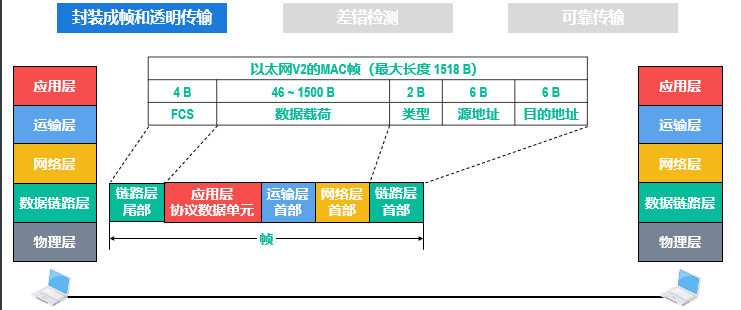 封装成帧和透明传输
差错检测
可靠传输
以太网V2的MAC帧（最大长度 1518 B）
4 B
46 ~ 1500 B
2 B
6 B
6 B
FCS
数据载荷
类型
源地址
目的地址
应用层
运输层
网络层
数据链路层
物理层
链路层
尾部
应用层
协议数据单元
运输层
首部
网络层
首部
链路层
首部
帧
应用层
运输层
网络层
数据链路层
物理层